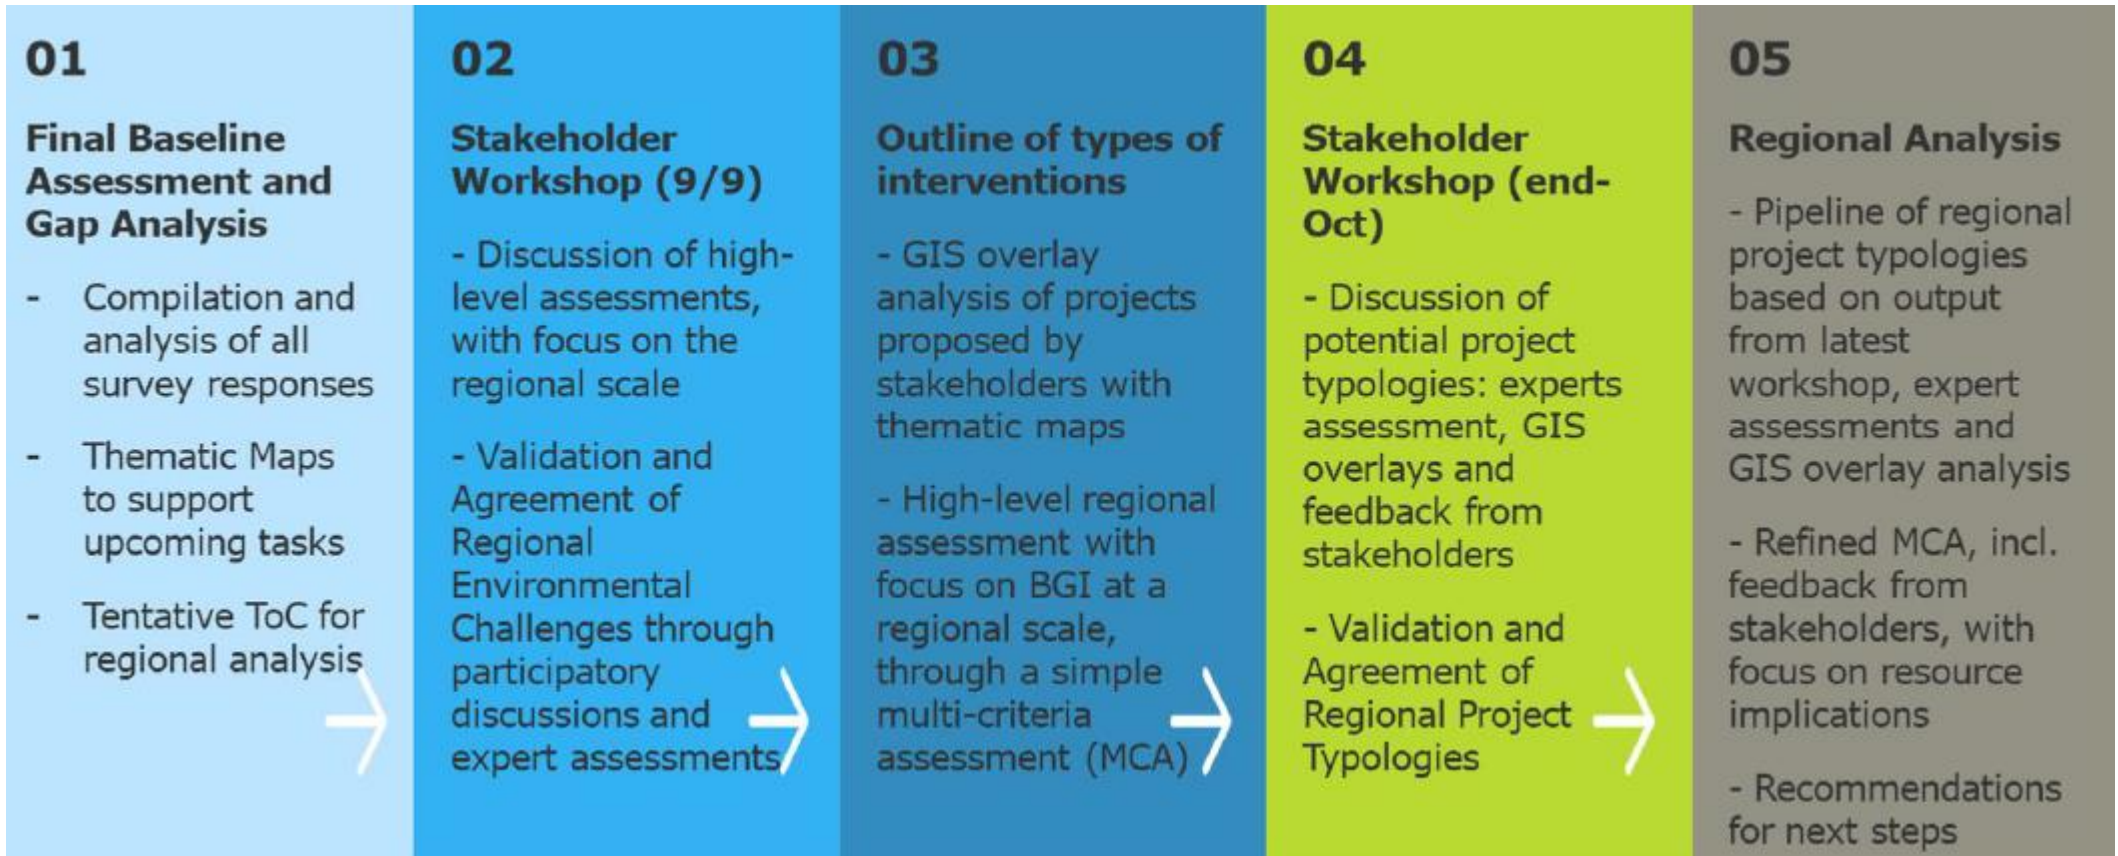 01
Final Baseline
Assessment and
Gap Analysis
- Compilation and
analysis of all
survey responses
- Thematic Maps
to support
upcoming tasks
- Tentative ToC for
regional analysis
02
Stakeholder
Workshop (9/9)
- Discussion of high-
level assessments,
with focus on the
regional scale
- Validation and
Agreement of
Regional
Environmental
Challenges through
participatory
discussions and
expert assessments
03
Outline of types of
interventions
- GIS overlay
analysis of projects
proposed by
stakeholders with
thematic maps
- High-level regional
assessment with
focus on BGI at a
regional scale,
through a simple
multi-criteria
assessment (MCA)
04
Stakeholder
Workshop (end-
Oct)
- Discussion of
potential project
typologies: experts
assessment, GIS
overlays and
feedback from
stakeholders
- Validation and
Agreement of
Regional Project
Typologies
05
Regional Analysis
- Pipeline of regional
project typologies
based on output
from latest
workshop, expert
assessments and
GIS overlay analysis
- Refined MCA, incl.
feedback from
stakeholders, with
focus on resource
implications
- Recommendations
for next steps